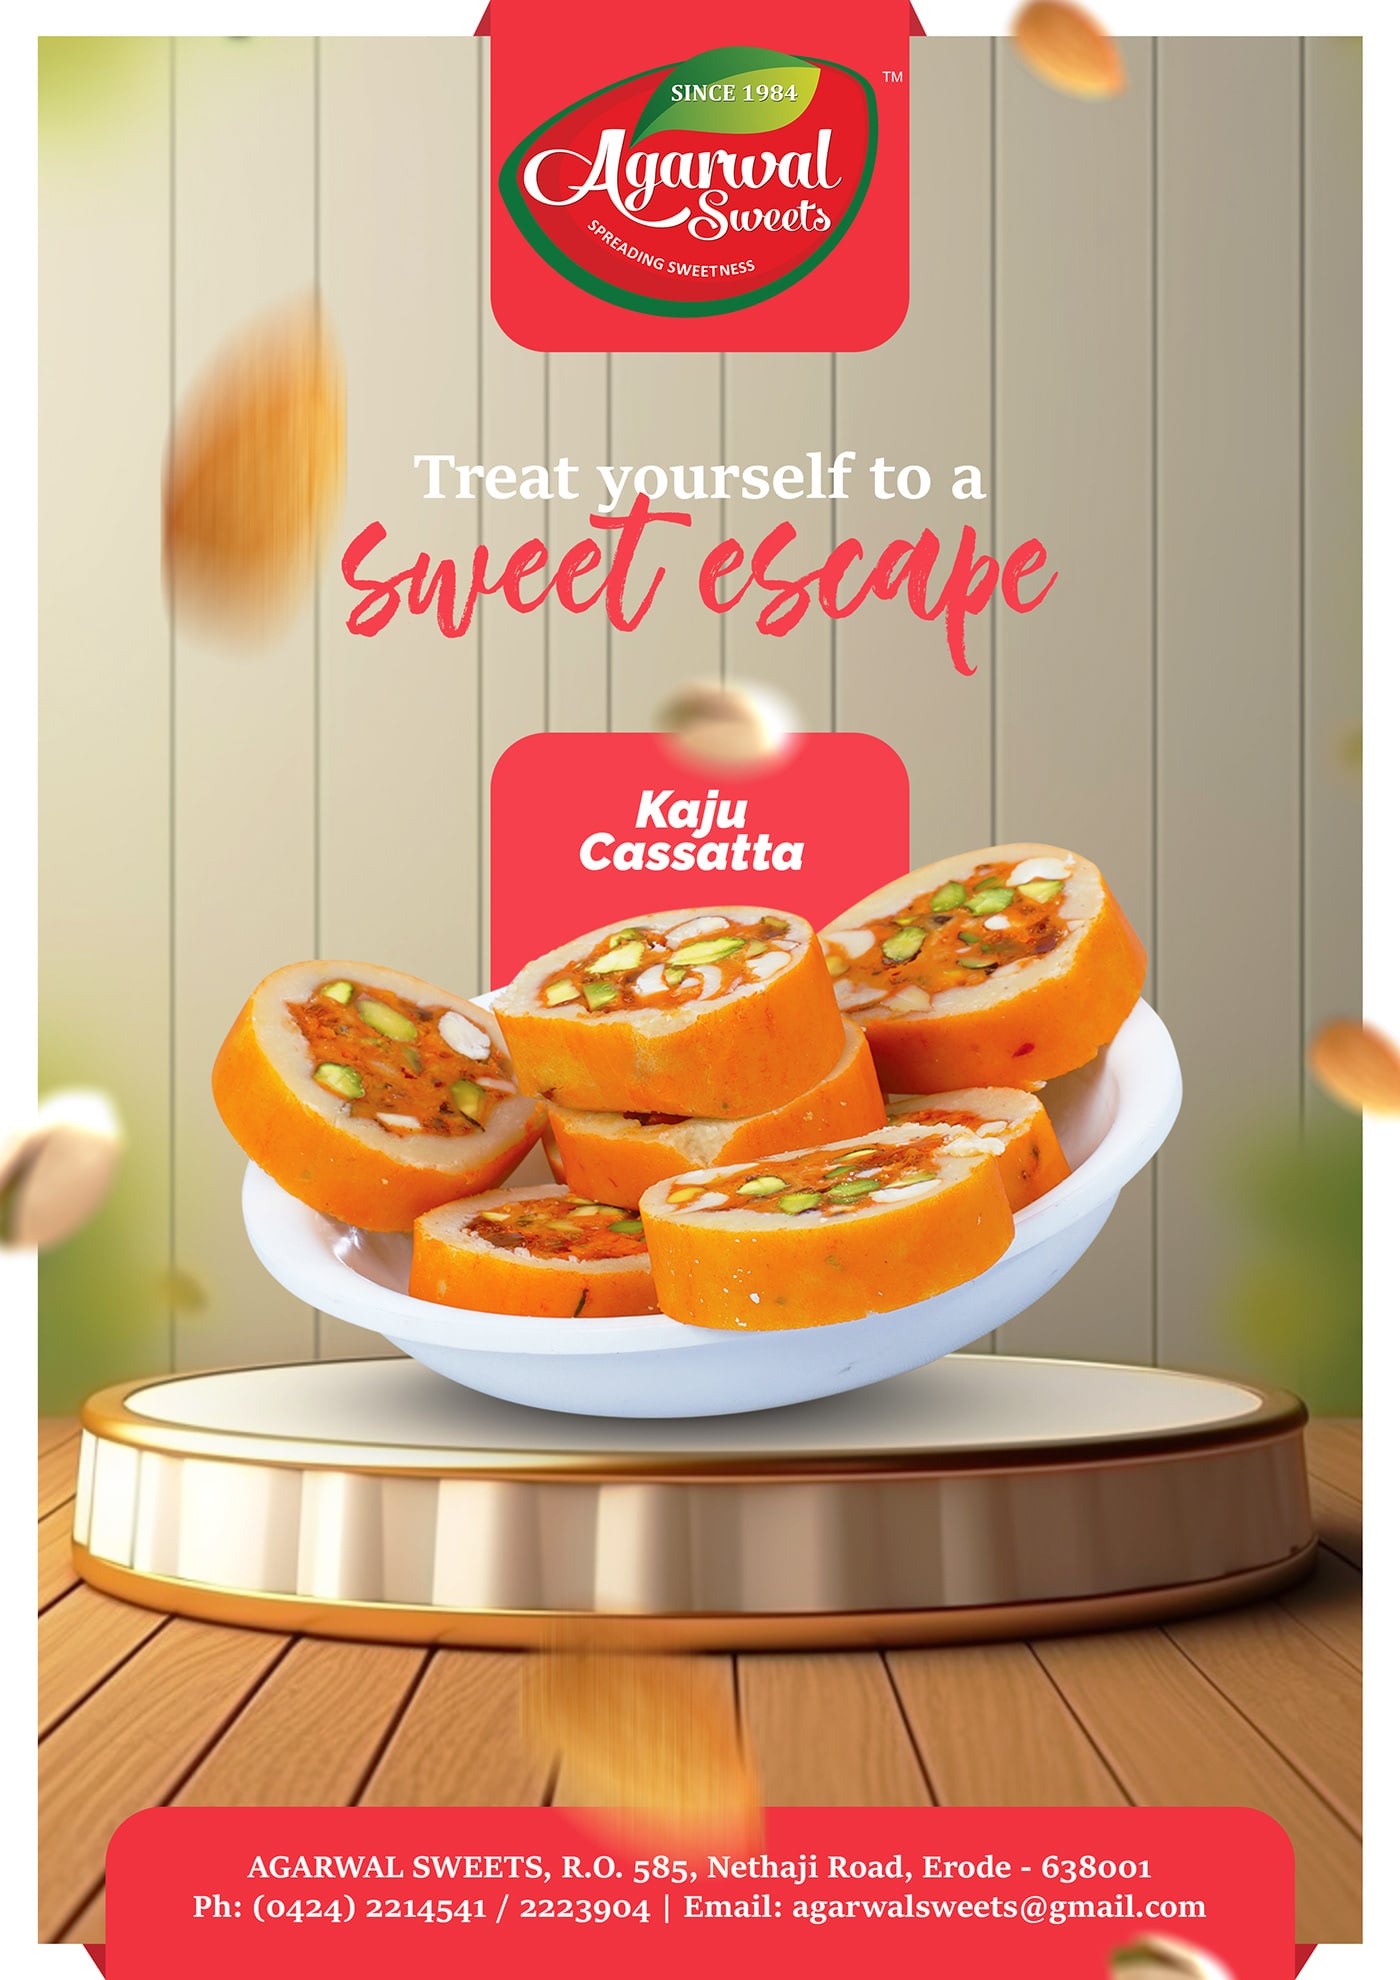 SINCE 1984
TM
Agarwal
Sweets
SPREADING SWEETNESS
Treat yourself to a
sweet escape
Kaju
Cassatta
AGARWAL SWEETS, R.O. 585, Nethaji Road, Erode - 638001
Ph: (0424) 2214541 / 2223904 | Email: agarwalsweets@gmail.com